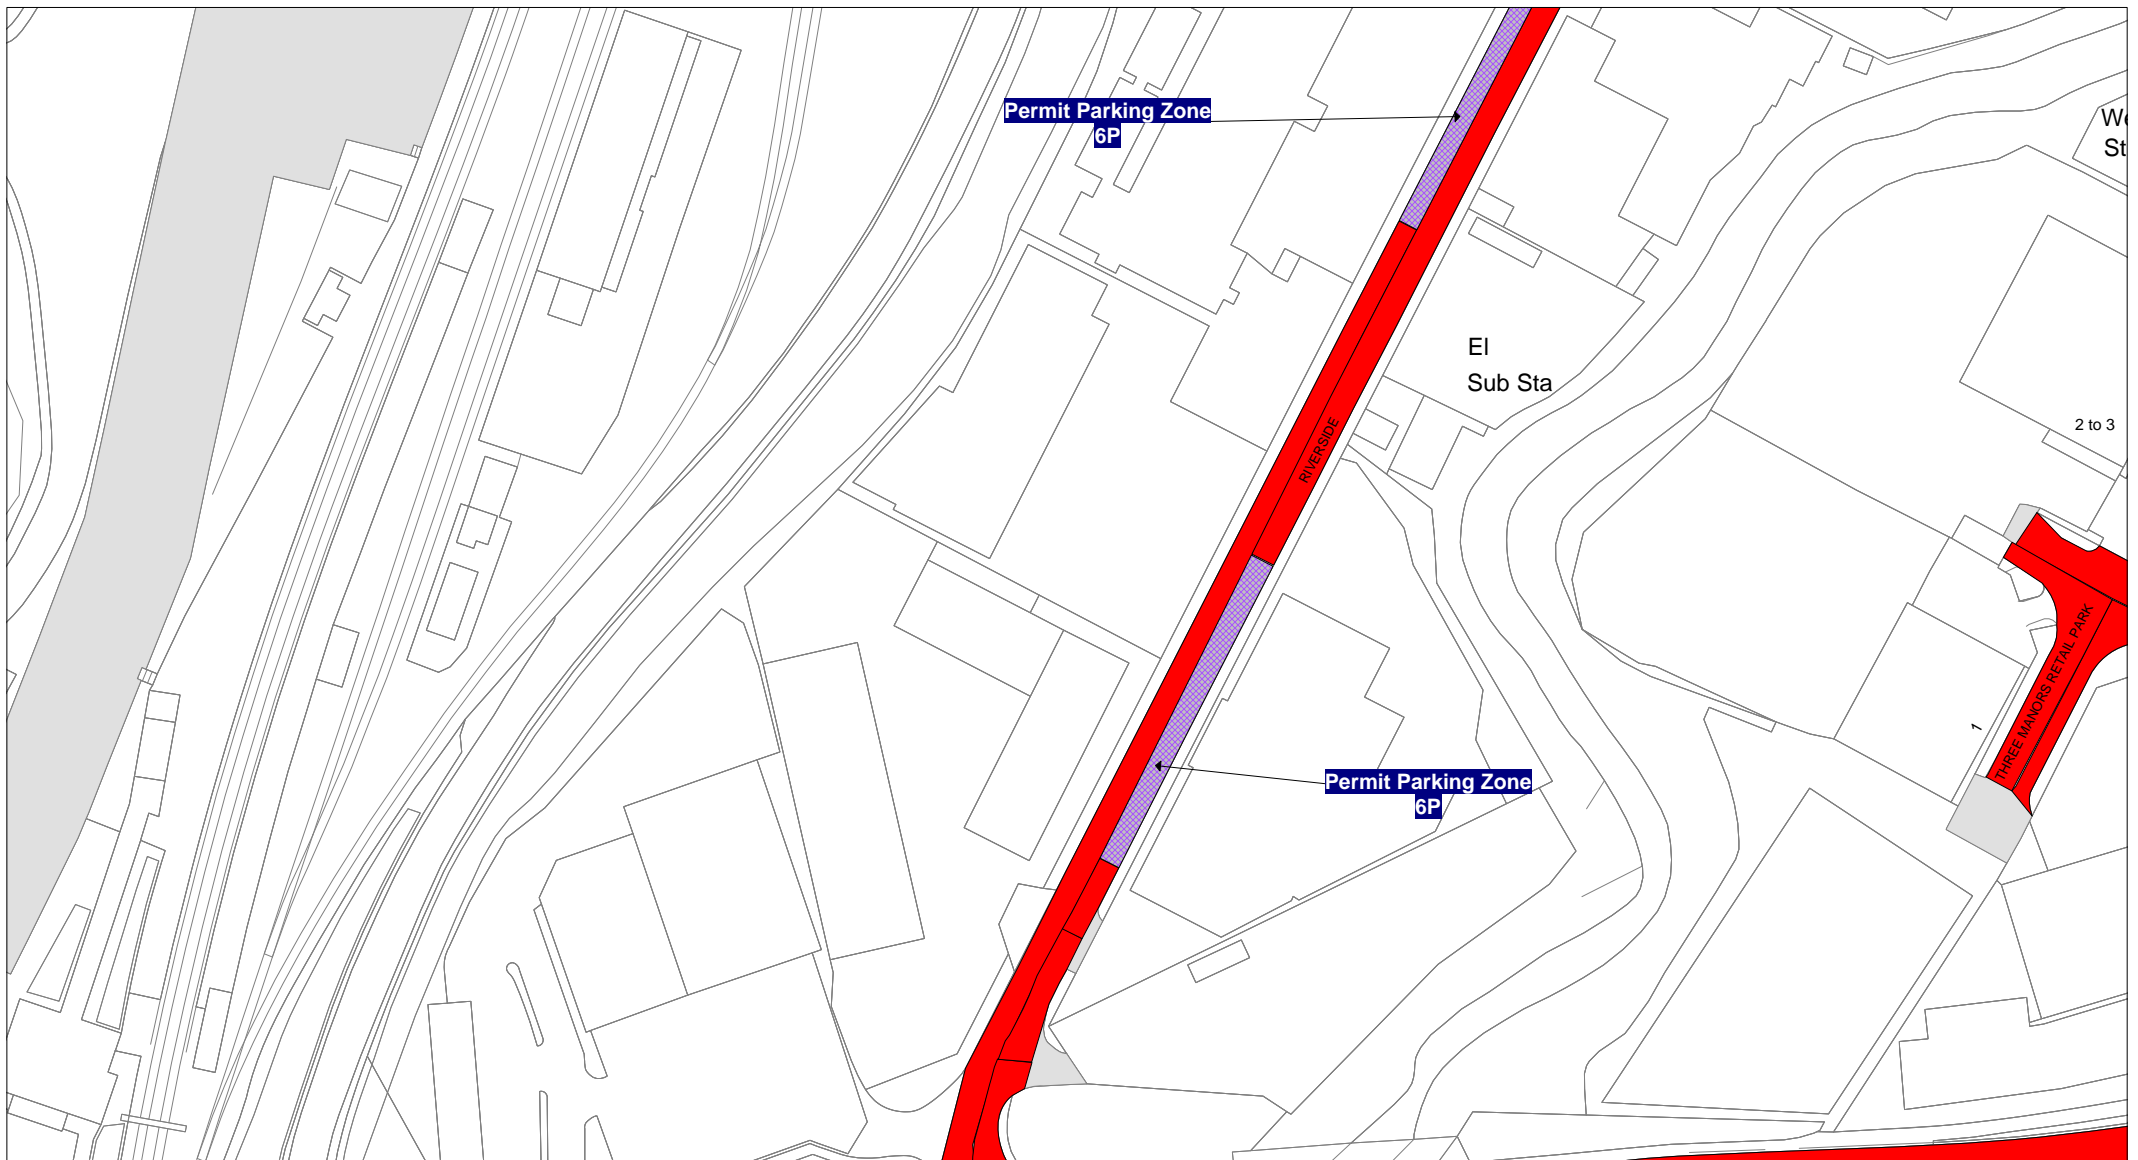 Permit Parking Zone
6P
El
Sub Sta
RIVERSIDE
2 to 3
THREE MANORS RETAIL PARK
1
Permit Parking Zone
6P